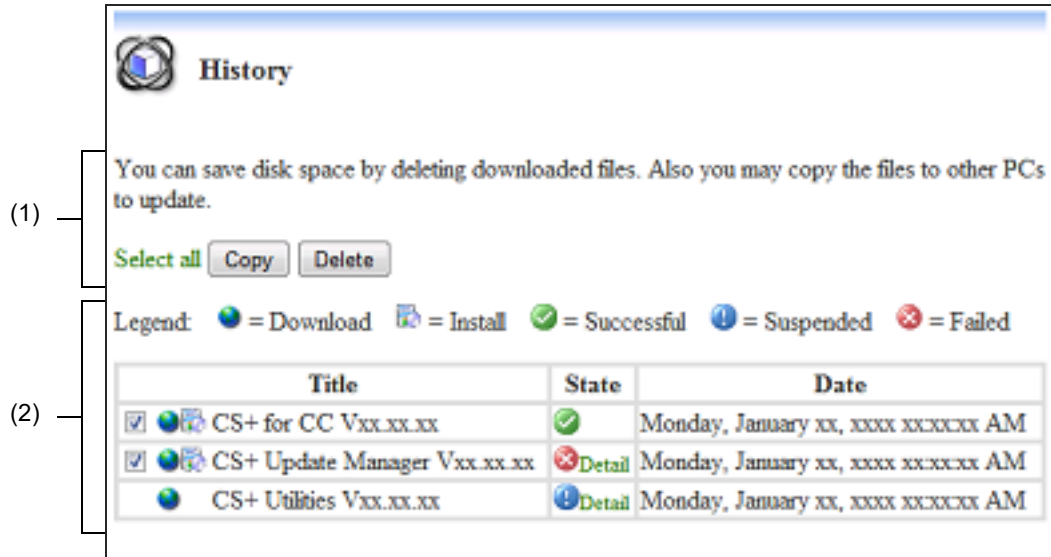 History
(1)
You can save disk space by deleting downloaded files. Also you may copy the files to other PCs
to update.
Select all Copy Delete
(2)
Legend: = Download = Install = Successful = Suspended = Failed
Title State Date
CS+ for CC Vxx.xx.xx Monday, January xx, xxxx xx:xx:xx AM
CS+ Update Manager Vxx.xx.xx Detail Monday, January xx, xxxx xx:xx:xx AM
CS+ Utilities Vxx.xx.xx Detail Monday, January xx, xxxx xx:xx:xx AM